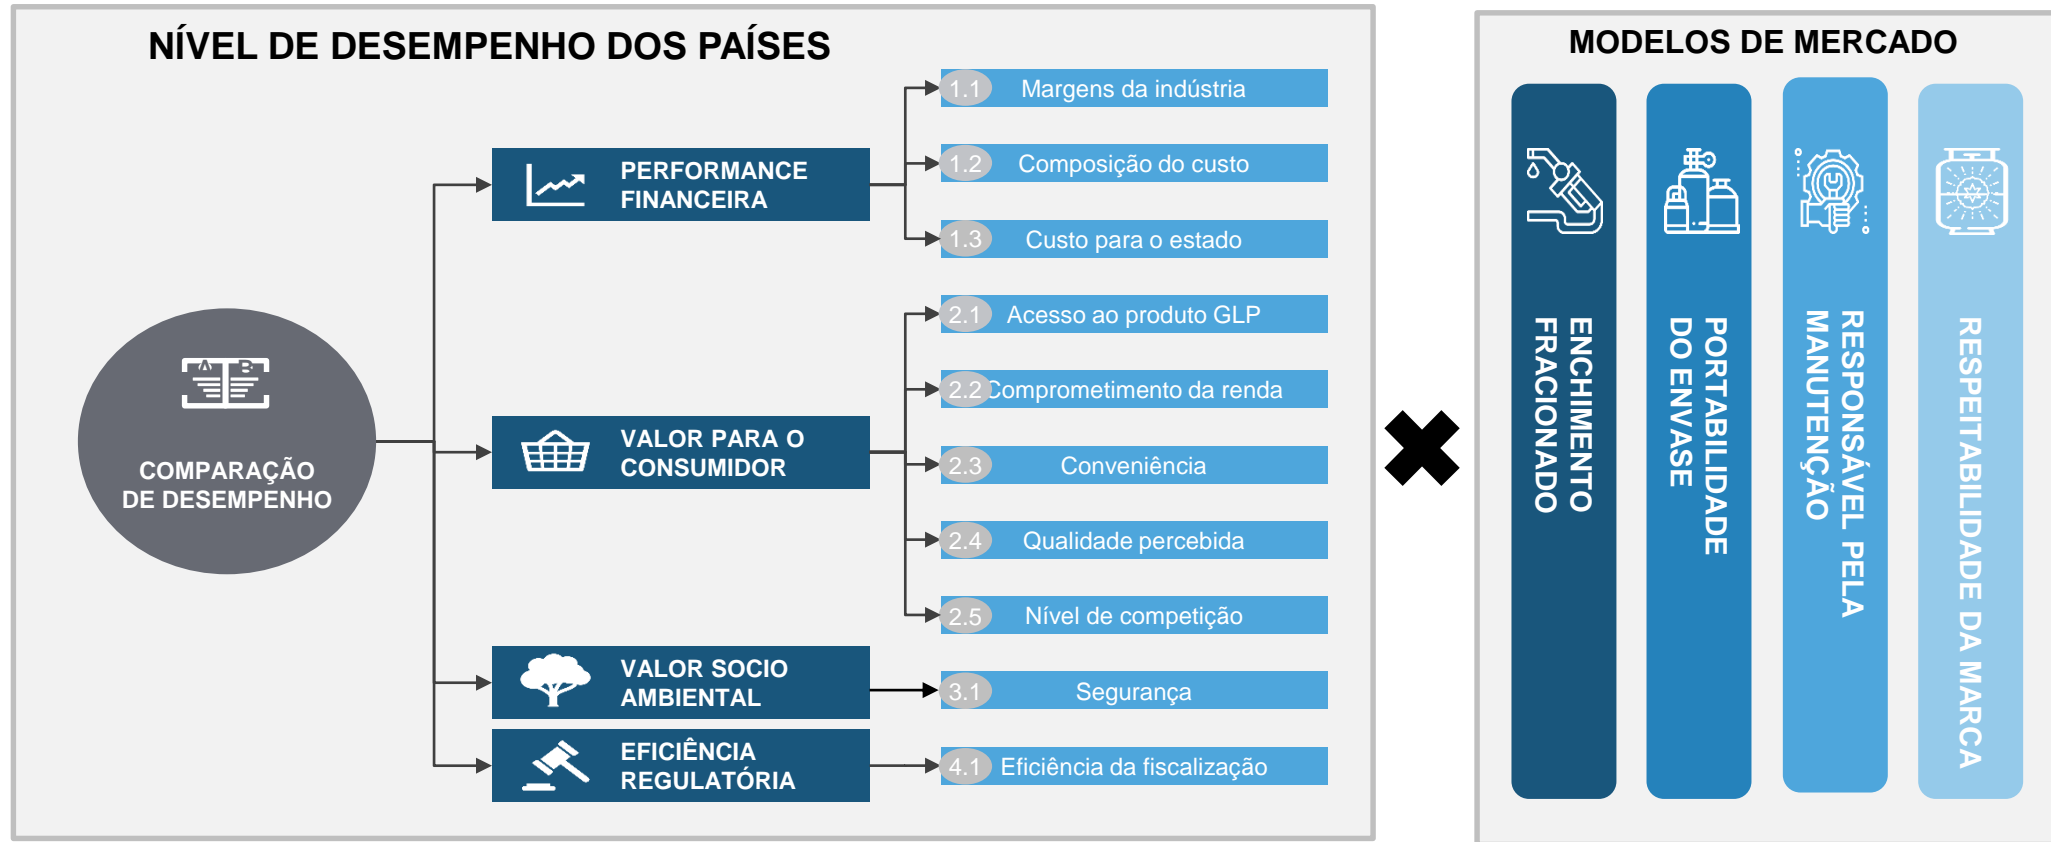 NÍVEL DE DESEMPENHO DOS PAÍSES
A B
COMPARAÇÃO
DE DESEMPENHO
PERFORMANCE
FINANCEIRA
1.1 Margens da indústria
1.2 Composição do custo
1.3 Custo para o estado
VALOR PARA O
CONSUMIDOR
2.1 Acesso ao produto GLP
2.2 Comprometimento da renda
2.3 Conveniência
2.4 Qualidade percebida
2.5 Nível de competição
VALOR SOCIO
AMBIENTAL
3.1 Segurança
EFICIÊNCIA
REGULATÓRIA
4.1 Eficiência da fiscalização
MODELOS DE MERCADO
ENCHIMENTO
FRACIONADO
PORTABILIDADE
DO ENVASE
RESPONSÁVEL PELA
MANUTENÇÃO
RESPEITABILIDADE DA MARCA